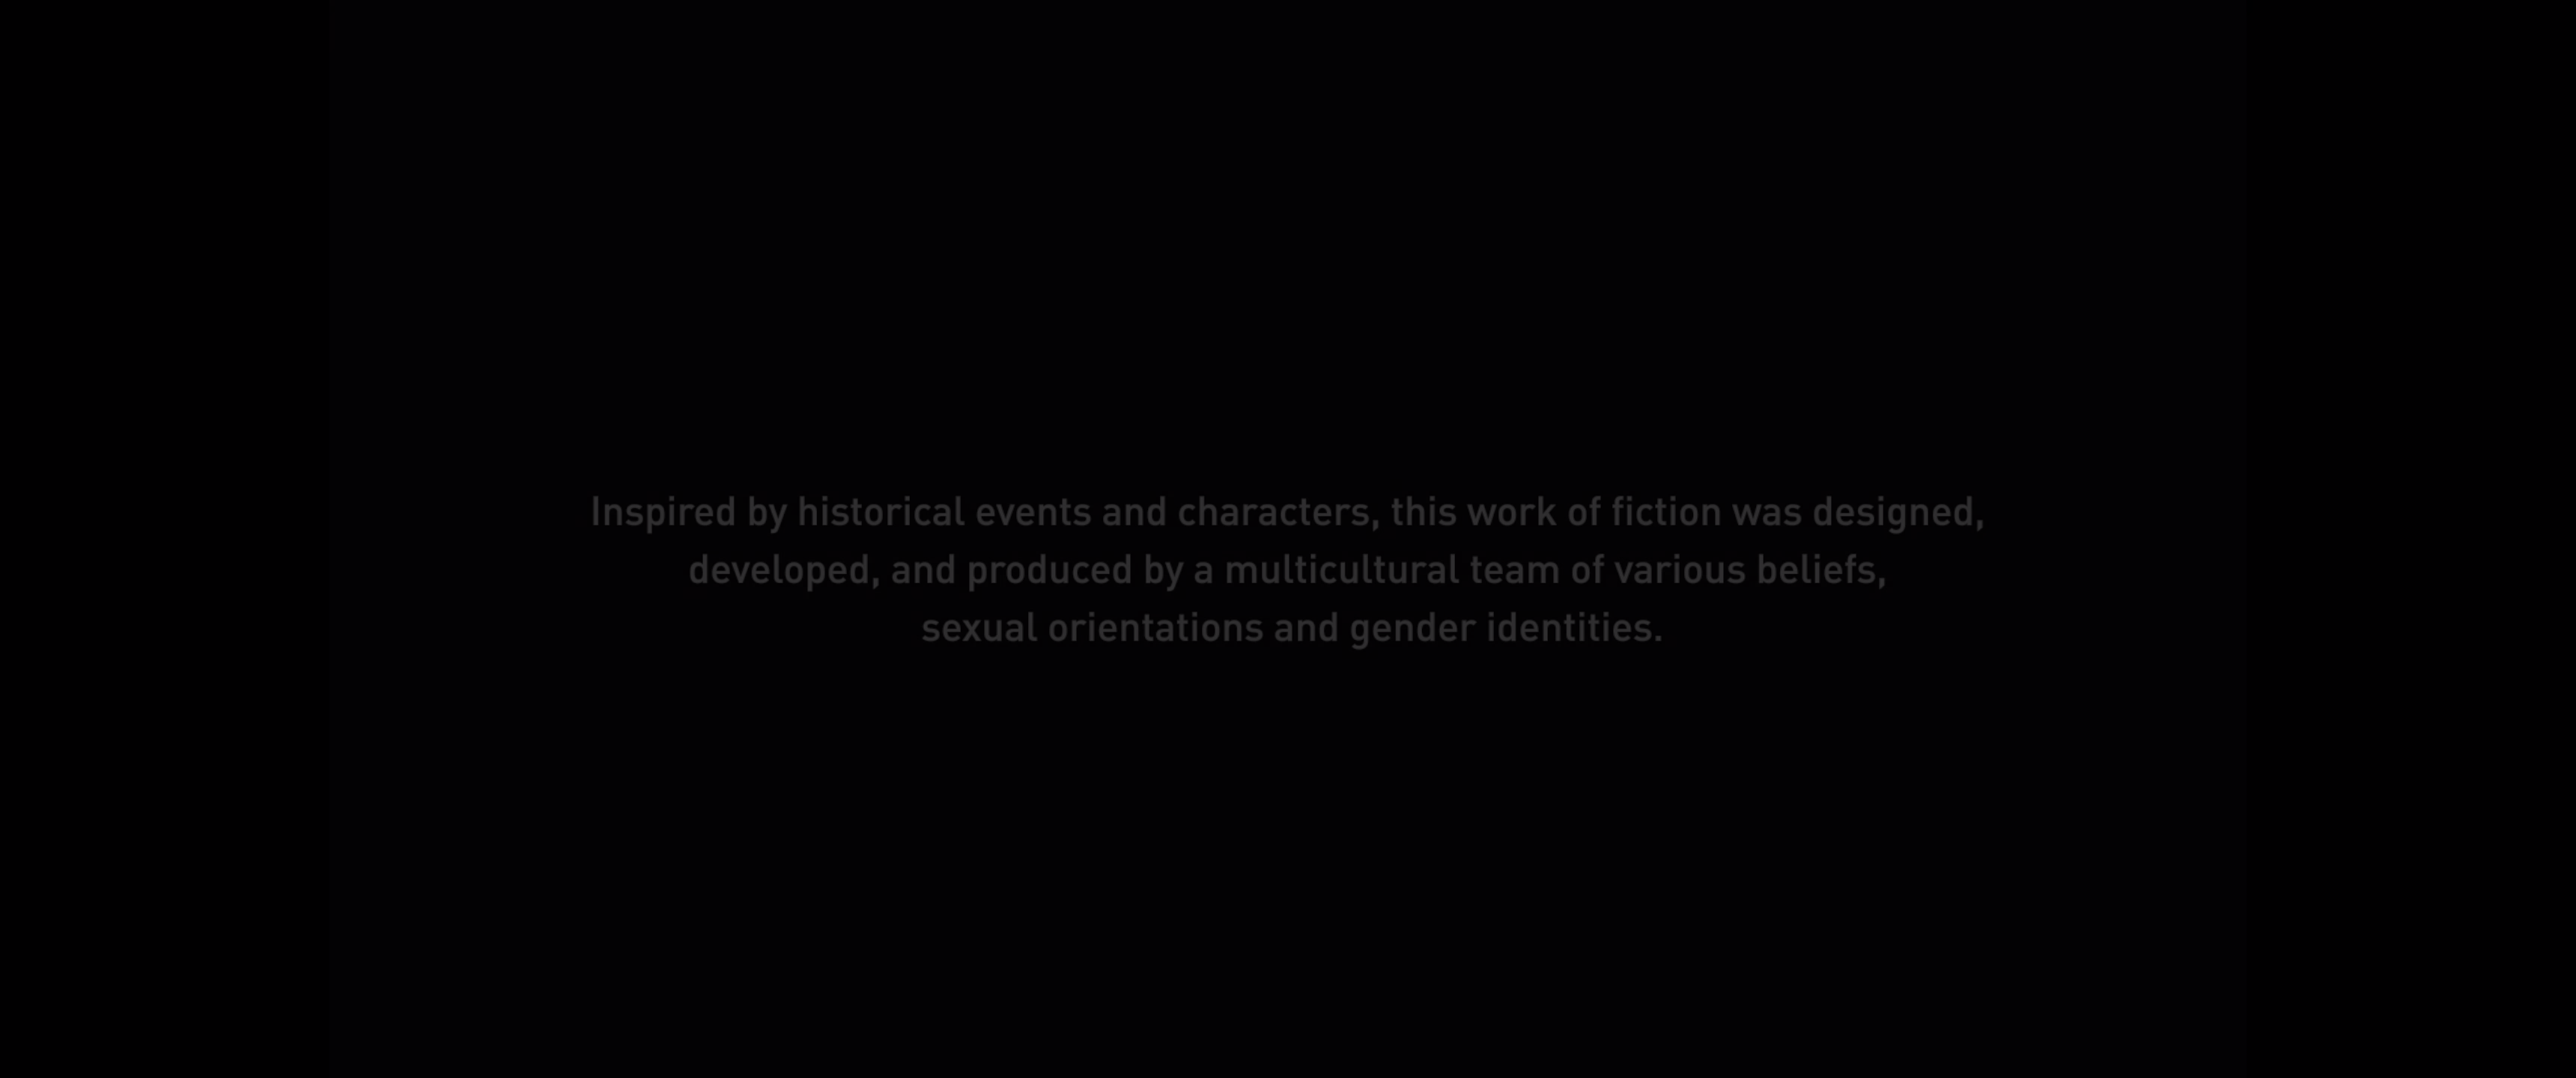 Inspired by historical events and characters, this work of fiction was designed,
developed, and produced by a multicultural team of various beliefs,
sexual orientations and gender identities.